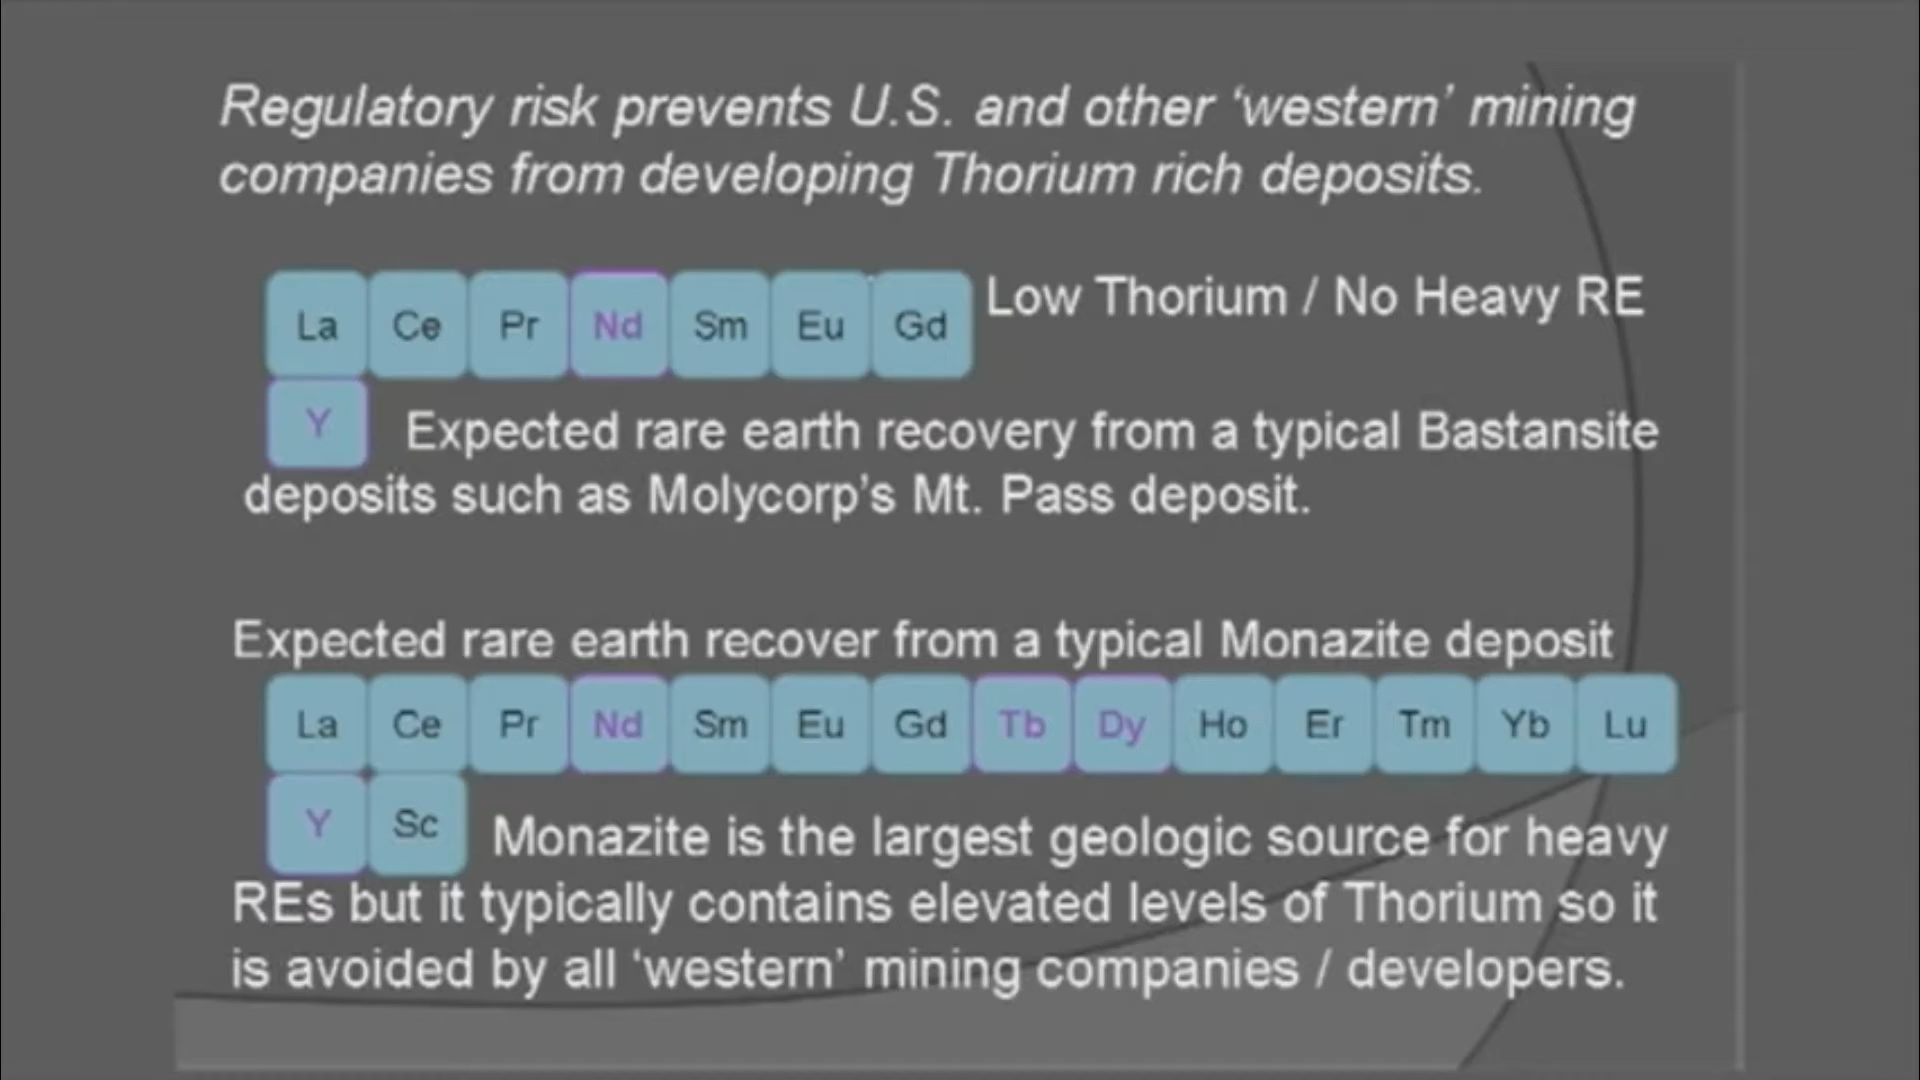 Regulatory risk prevents U.S. and other ‘western’ mining
companies from developing Thorium rich deposits.
La Ce Pr Nd Sm Eu Gd Low Thorium / No Heavy RE
Y Expected rare earth recovery from a typical Bastansite
deposits such as Molycorp’s Mt. Pass deposit.
Expected rare earth recover from a typical Monazite deposit
La Ce Pr Nd Sm Eu Gd Tb Dy Ho Er Tm Yb Lu
Y Sc Monazite is the largest geologic source for heavy
REs but it typically contains elevated levels of Thorium so it
is avoided by all ‘western’ mining companies / developers.